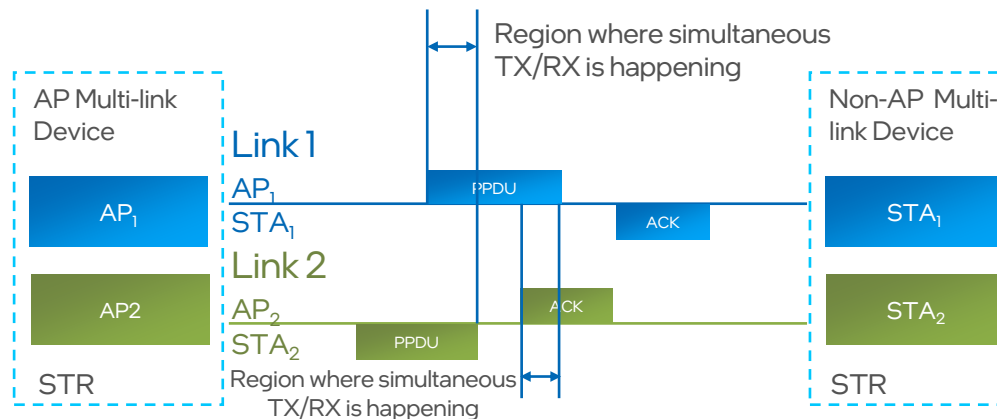 Region where simultaneous
TX/RX is happening
AP Multi-link
Device
Non-AP Multi-
link Device
Link 1
AP₁
PPDU
AP₁
STA₁
STA₁
ACK
Link 2
AP2
AP₂
ACK
STA₂
STA₂
PPDU
STR
Region where simultaneous
TX/RX is happening
STR